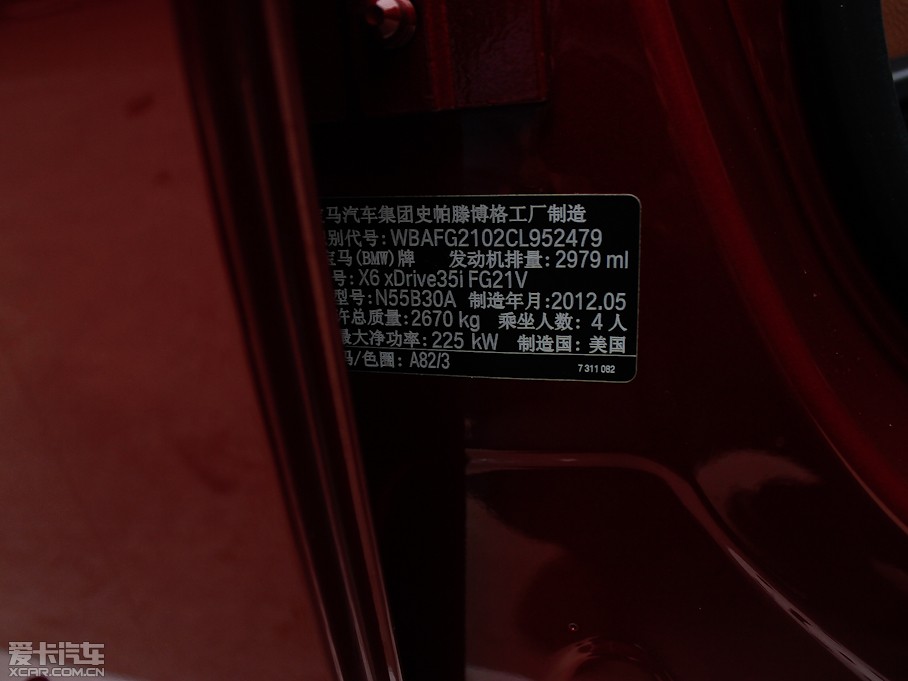 马汽车集团史帕滕博格工厂制造
别代号: WBAFG2102CL952479
宝马(BMW)牌 发动机排量: 2979 ml
号: X6 xDrive35i FG21V
型号: N55B30A 制造年月: 2012.05
许总质量: 2670 kg 乘坐人数: 4 人
最大净功率: 225 kW 制造国: 美国
码/色圈: A82/3
7 311 082
爱卡汽车
XCAR.COM.CN